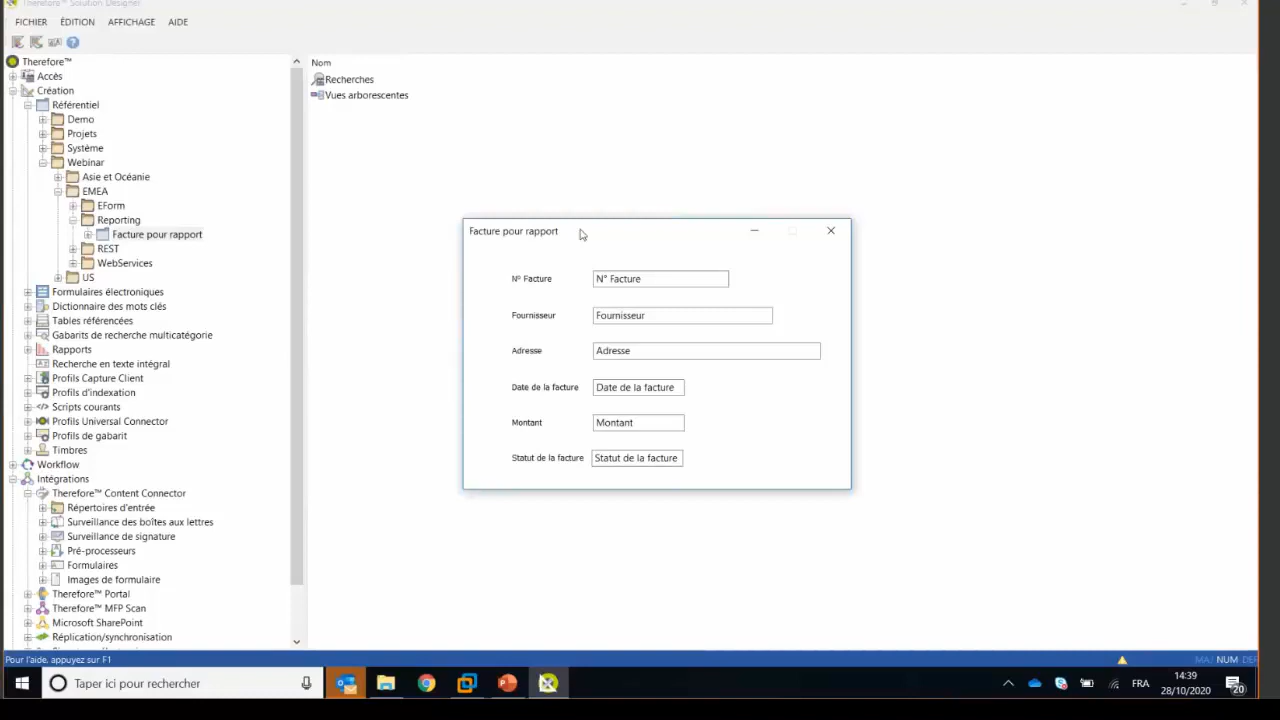 Therefore™ Solution Designer
FICHIER ÉDITION AFFICHAGE AIDE
Therefore™
Accès
Création
Référentiel
Demo
Projets
Système
Webinar
Asie et Océanie
EMEA
EForm
Reporting
Facture pour rapport
REST
WebServices
US
Formulaires électroniques
Dictionnaire des mots clés
Tables référencées
Gabarits de recherche multicatégorie
Rapports
Recherche en texte intégral
Profils Capture Client
Profils d'indexation
Scripts courants
Profils Universal Connector
Profils de gabarit
Timbres
Workflow
Intégrations
Therefore™ Content Connector
Répertoires d'entrée
Surveillance des boîtes aux lettres
Surveillance de signature
Pré-processeurs
Formulaires
Images de formulaire
Therefore™ Portal
Therefore™ MFP Scan
Microsoft SharePoint
Réplication/synchronisation
Nom
Recherches
Vues arborescentes
Facture pour rapport
N° Facture N° Facture
Fournisseur Fournisseur
Adresse Adresse
Date de la facture Date de la facture
Montant Montant
Statut de la facture Statut de la facture
Pour l'aide, appuyez sur F1
MAJ NUM DEF
Taper ici pour rechercher
FRA
14:39
28/10/2020
20